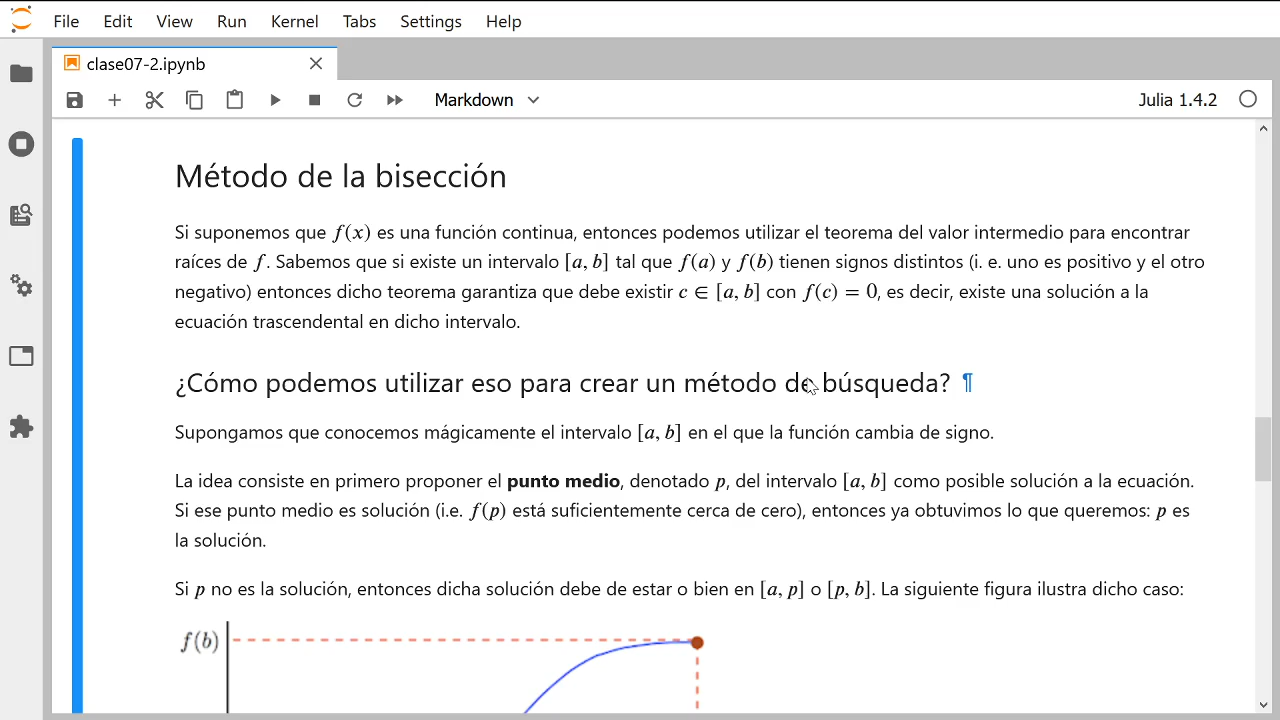 File Edit View Run Kernel Tabs Settings Help
clase07-2.ipynb
Markdown
Julia 1.4.2
Método de la bisección
Si suponemos que f(x) es una función continua, entonces podemos utilizar el teorema del valor intermedio para encontrar
raíces de f. Sabemos que si existe un intervalo [a, b] tal que f(a) y f(b) tienen signos distintos (i. e. uno es positivo y el otro
negativo) entonces dicho teorema garantiza que debe existir c ∈ [a, b] con f(c) = 0, es decir, existe una solución a la
ecuación trascendental en dicho intervalo.
¿Cómo podemos utilizar eso para crear un método de búsqueda? ¶
Supongamos que conocemos mágicamente el intervalo [a, b] en el que la función cambia de signo.
La idea consiste en primero proponer el punto medio, denotado p, del intervalo [a, b] como posible solución a la ecuación.
Si ese punto medio es solución (i.e. f(p) está suficientemente cerca de cero), entonces ya obtuvimos lo que queremos: p es
la solución.
Si p no es la solución, entonces dicha solución debe de estar o bien en [a, p] o [p, b]. La siguiente figura ilustra dicho caso:
f(b)